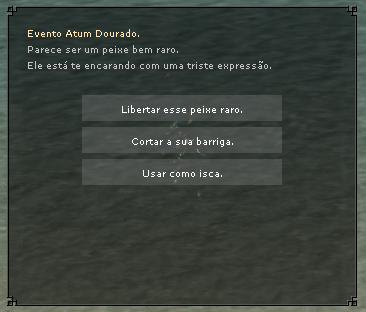 Evento Atum Dourado.
Parece ser um peixe bem raro.
Ele está te encarando com uma triste expressão.
Libertar esse peixe raro.
Cortar a sua barriga.
Usar como isca.